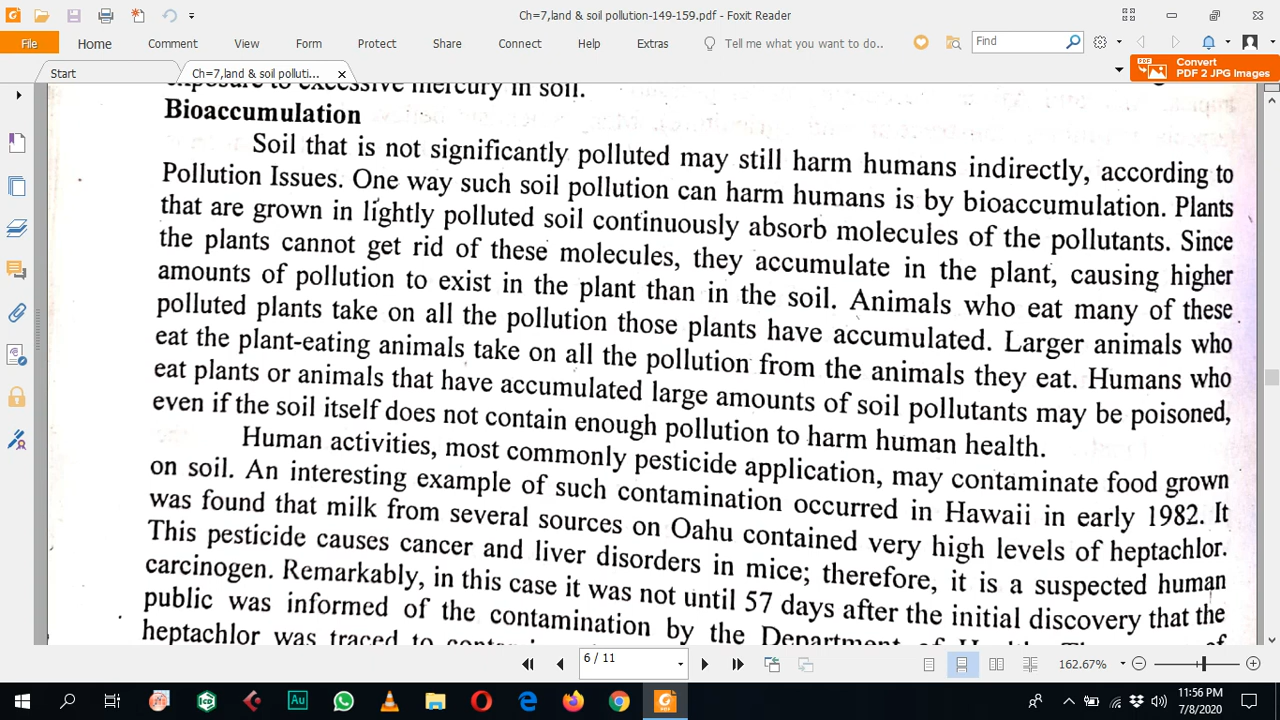 Ch=7,land & soil pollution-149-159.pdf - Foxit Reader
File Home Comment View Form Protect Share Connect Help Extras Tell me what you want to do.. Find
Start Ch=7,land & soil polluti... Convert
PDF 2 JPG Images
exposure to excessive mercury in soil.
Bioaccumulation
Soil that is not significantly polluted may still harm humans indirectly, according to
Pollution Issues. One way such soil pollution can harm humans is by bioaccumulation. Plants
that are grown in lightly polluted soil continuously absorb molecules of the pollutants. Since
the plants cannot get rid of these molecules, they accumulate in the plant, causing higher
amounts of pollution to exist in the plant than in the soil. Animals who eat many of these
polluted plants take on all the pollution those plants have accumulated. Larger animals who
eat the plant-eating animals take on all the pollution from the animals they eat. Humans who
eat plants or animals that have accumulated large amounts of soil pollutants may be poisoned,
even if the soil itself does not contain enough pollution to harm human health.
Human activities, most commonly pesticide application, may contaminate food grown
on soil. An interesting example of such contamination occurred in Hawaii in early 1982. It
was found that milk from several sources on Oahu contained very high levels of heptachlor.
This pesticide causes cancer and liver disorders in mice; therefore, it is a suspected human
carcinogen. Remarkably, in this case it was not until 57 days after the initial discovery that the
public was informed of the contamination by the Department of
heptachlor was traced to
6 / 11
162.67%
11:56 PM
7/8/2020